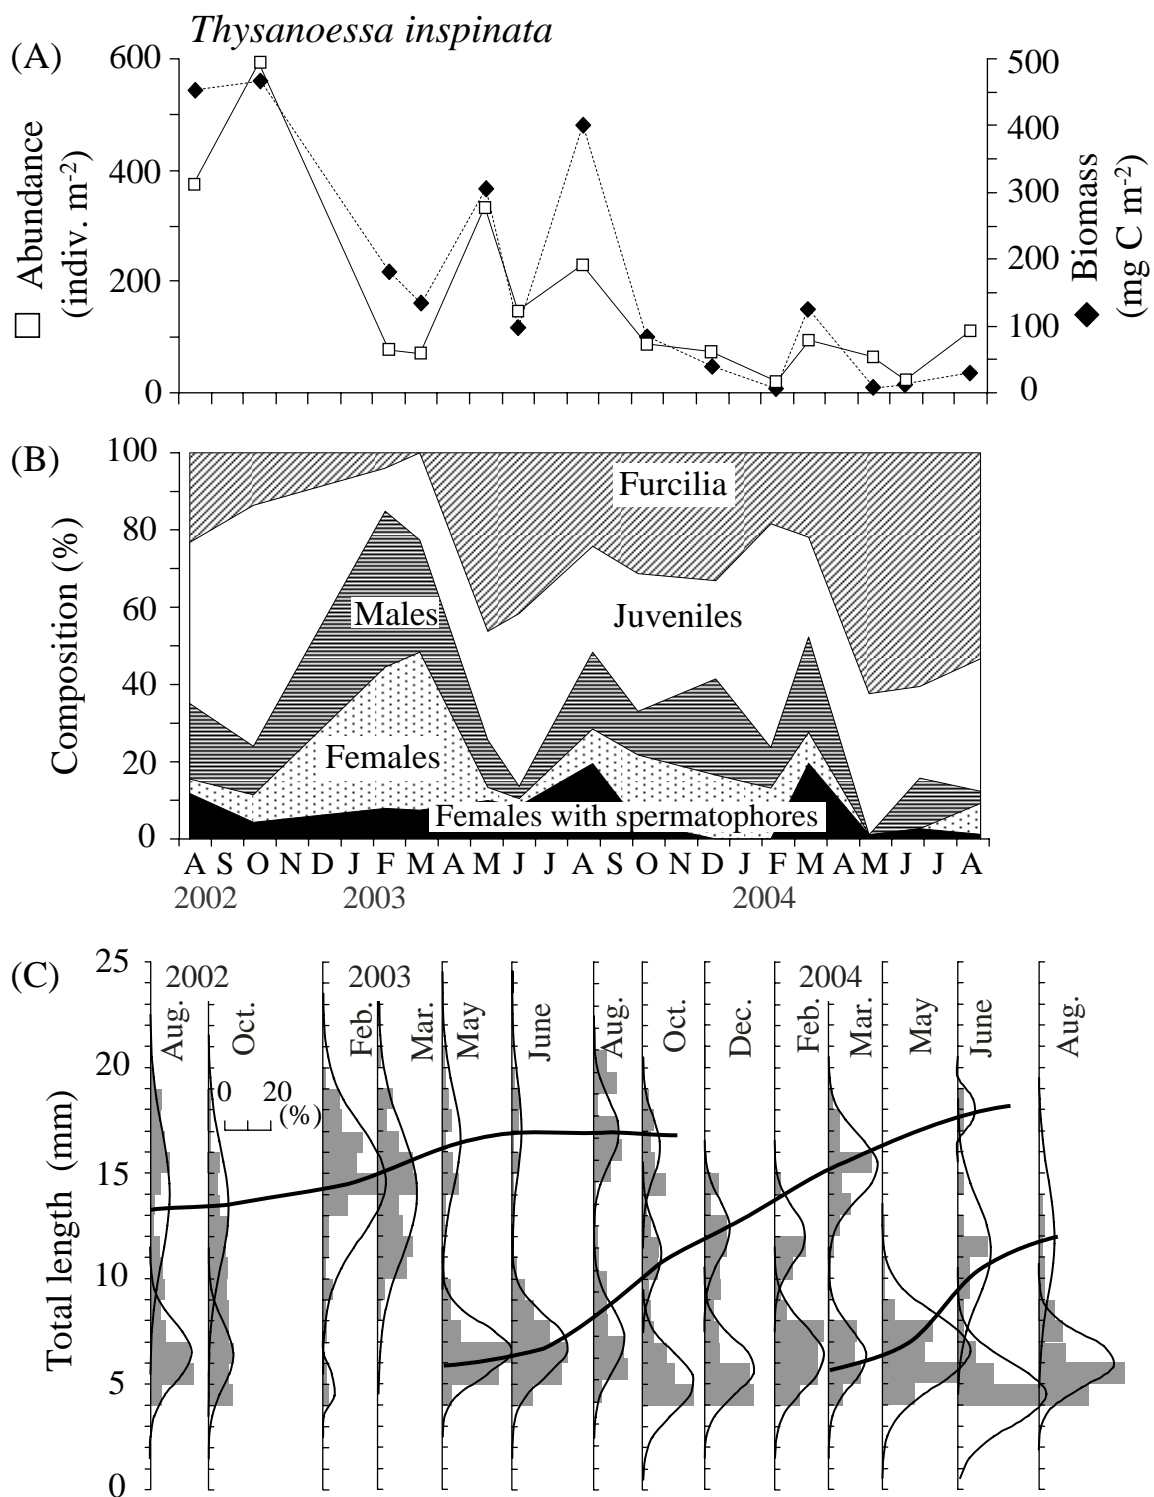 Thysanoessa inspinata
(A)
600
400
200
0
Abundance
(indiv. m-2)
500
400
300
200
100
0
Biomass
(mg C m-2)
(B)
100
80
60
40
20
0
Composition (%)
Furcilia
Males
Juveniles
Females
Females with spermatophores
A S O N D J F M A M J J A S O N D J F M A M J J A
2002 2003 2004
(C)
25
20
15
10
5
0
Total length (mm)
2002 2003 2004
Aug. Oct. Feb. Mar. May June Aug. Oct. Dec. Feb. Mar. May June Aug.
0 20
(%)